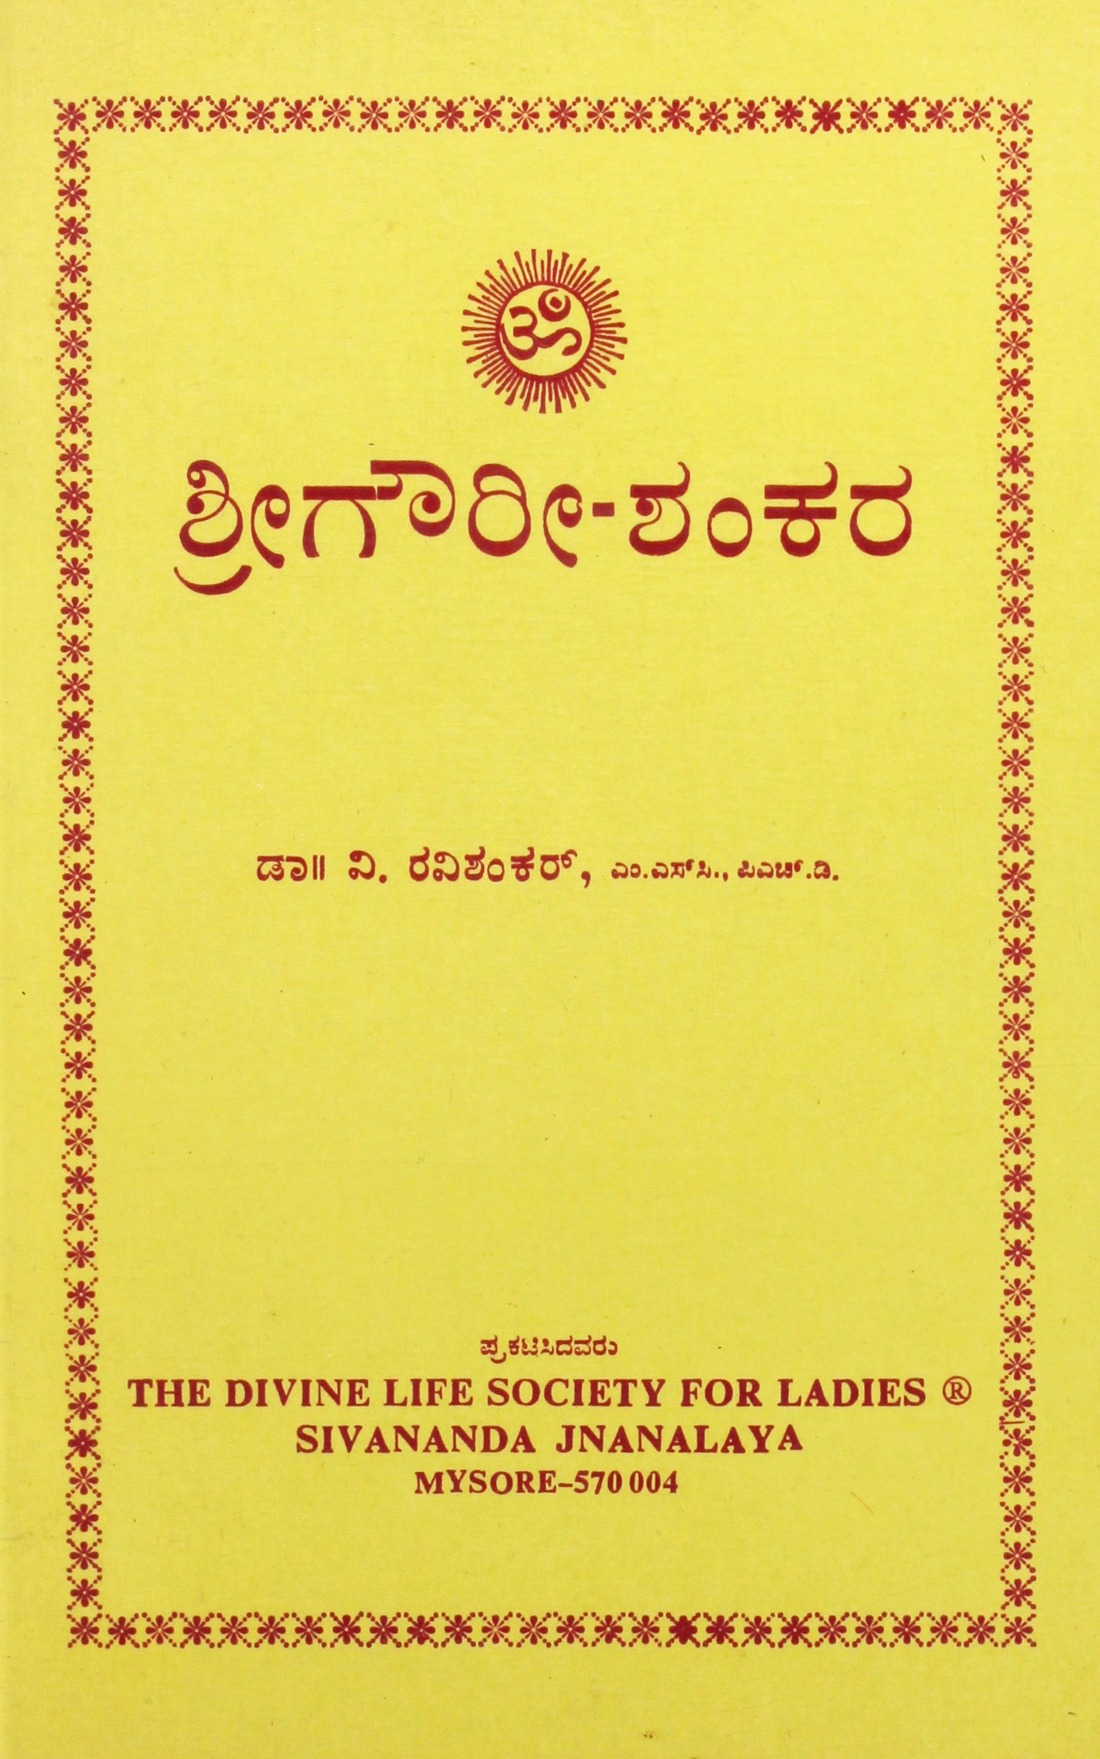 ॐ
ಶ್ರೀಗೌರೀ-ಶಂಕರ
ಡಾ॥ ವಿ. ರವಿಶಂಕರ್, ಎಂ.ಎಸ್‌ಸಿ., ಪಿಎಚ್.ಡಿ.
ಪ್ರಕಟಿಸಿದವರು
THE DIVINE LIFE SOCIETY FOR LADIES ®
SIVANANDA JNANALAYA
MYSORE-570 004